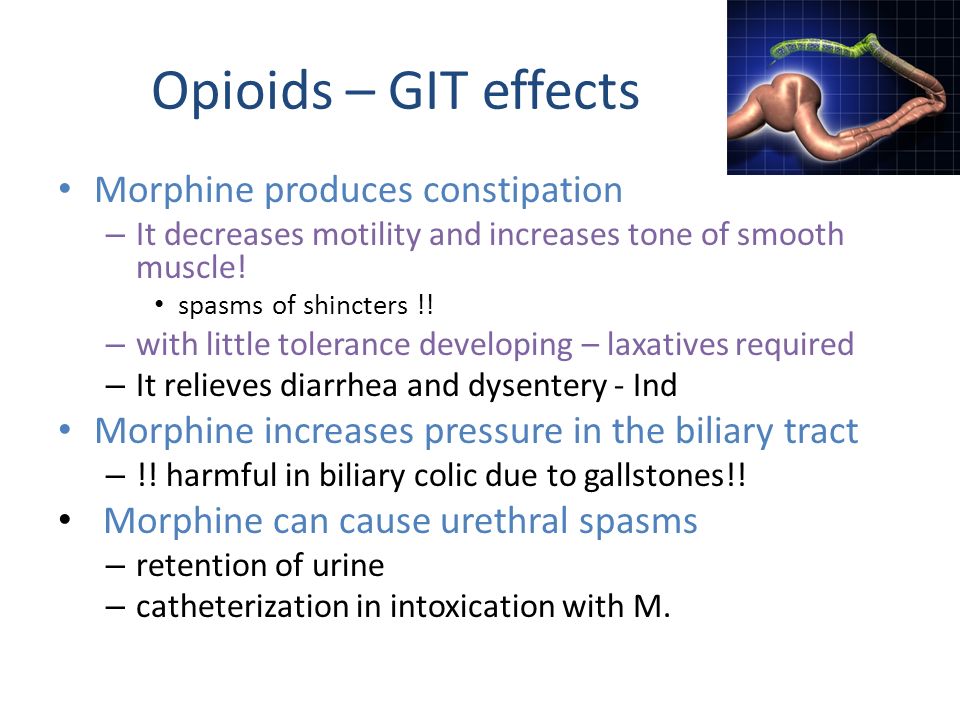 Opioids – GIT effects
• Morphine produces constipation
– It decreases motility and increases tone of smooth
muscle!
• spasms of shincters !!
– with little tolerance developing – laxatives required
– It relieves diarrhea and dysentery - Ind
• Morphine increases pressure in the biliary tract
– !! harmful in biliary colic due to gallstones!!
• Morphine can cause urethral spasms
– retention of urine
– catheterization in intoxication with M.